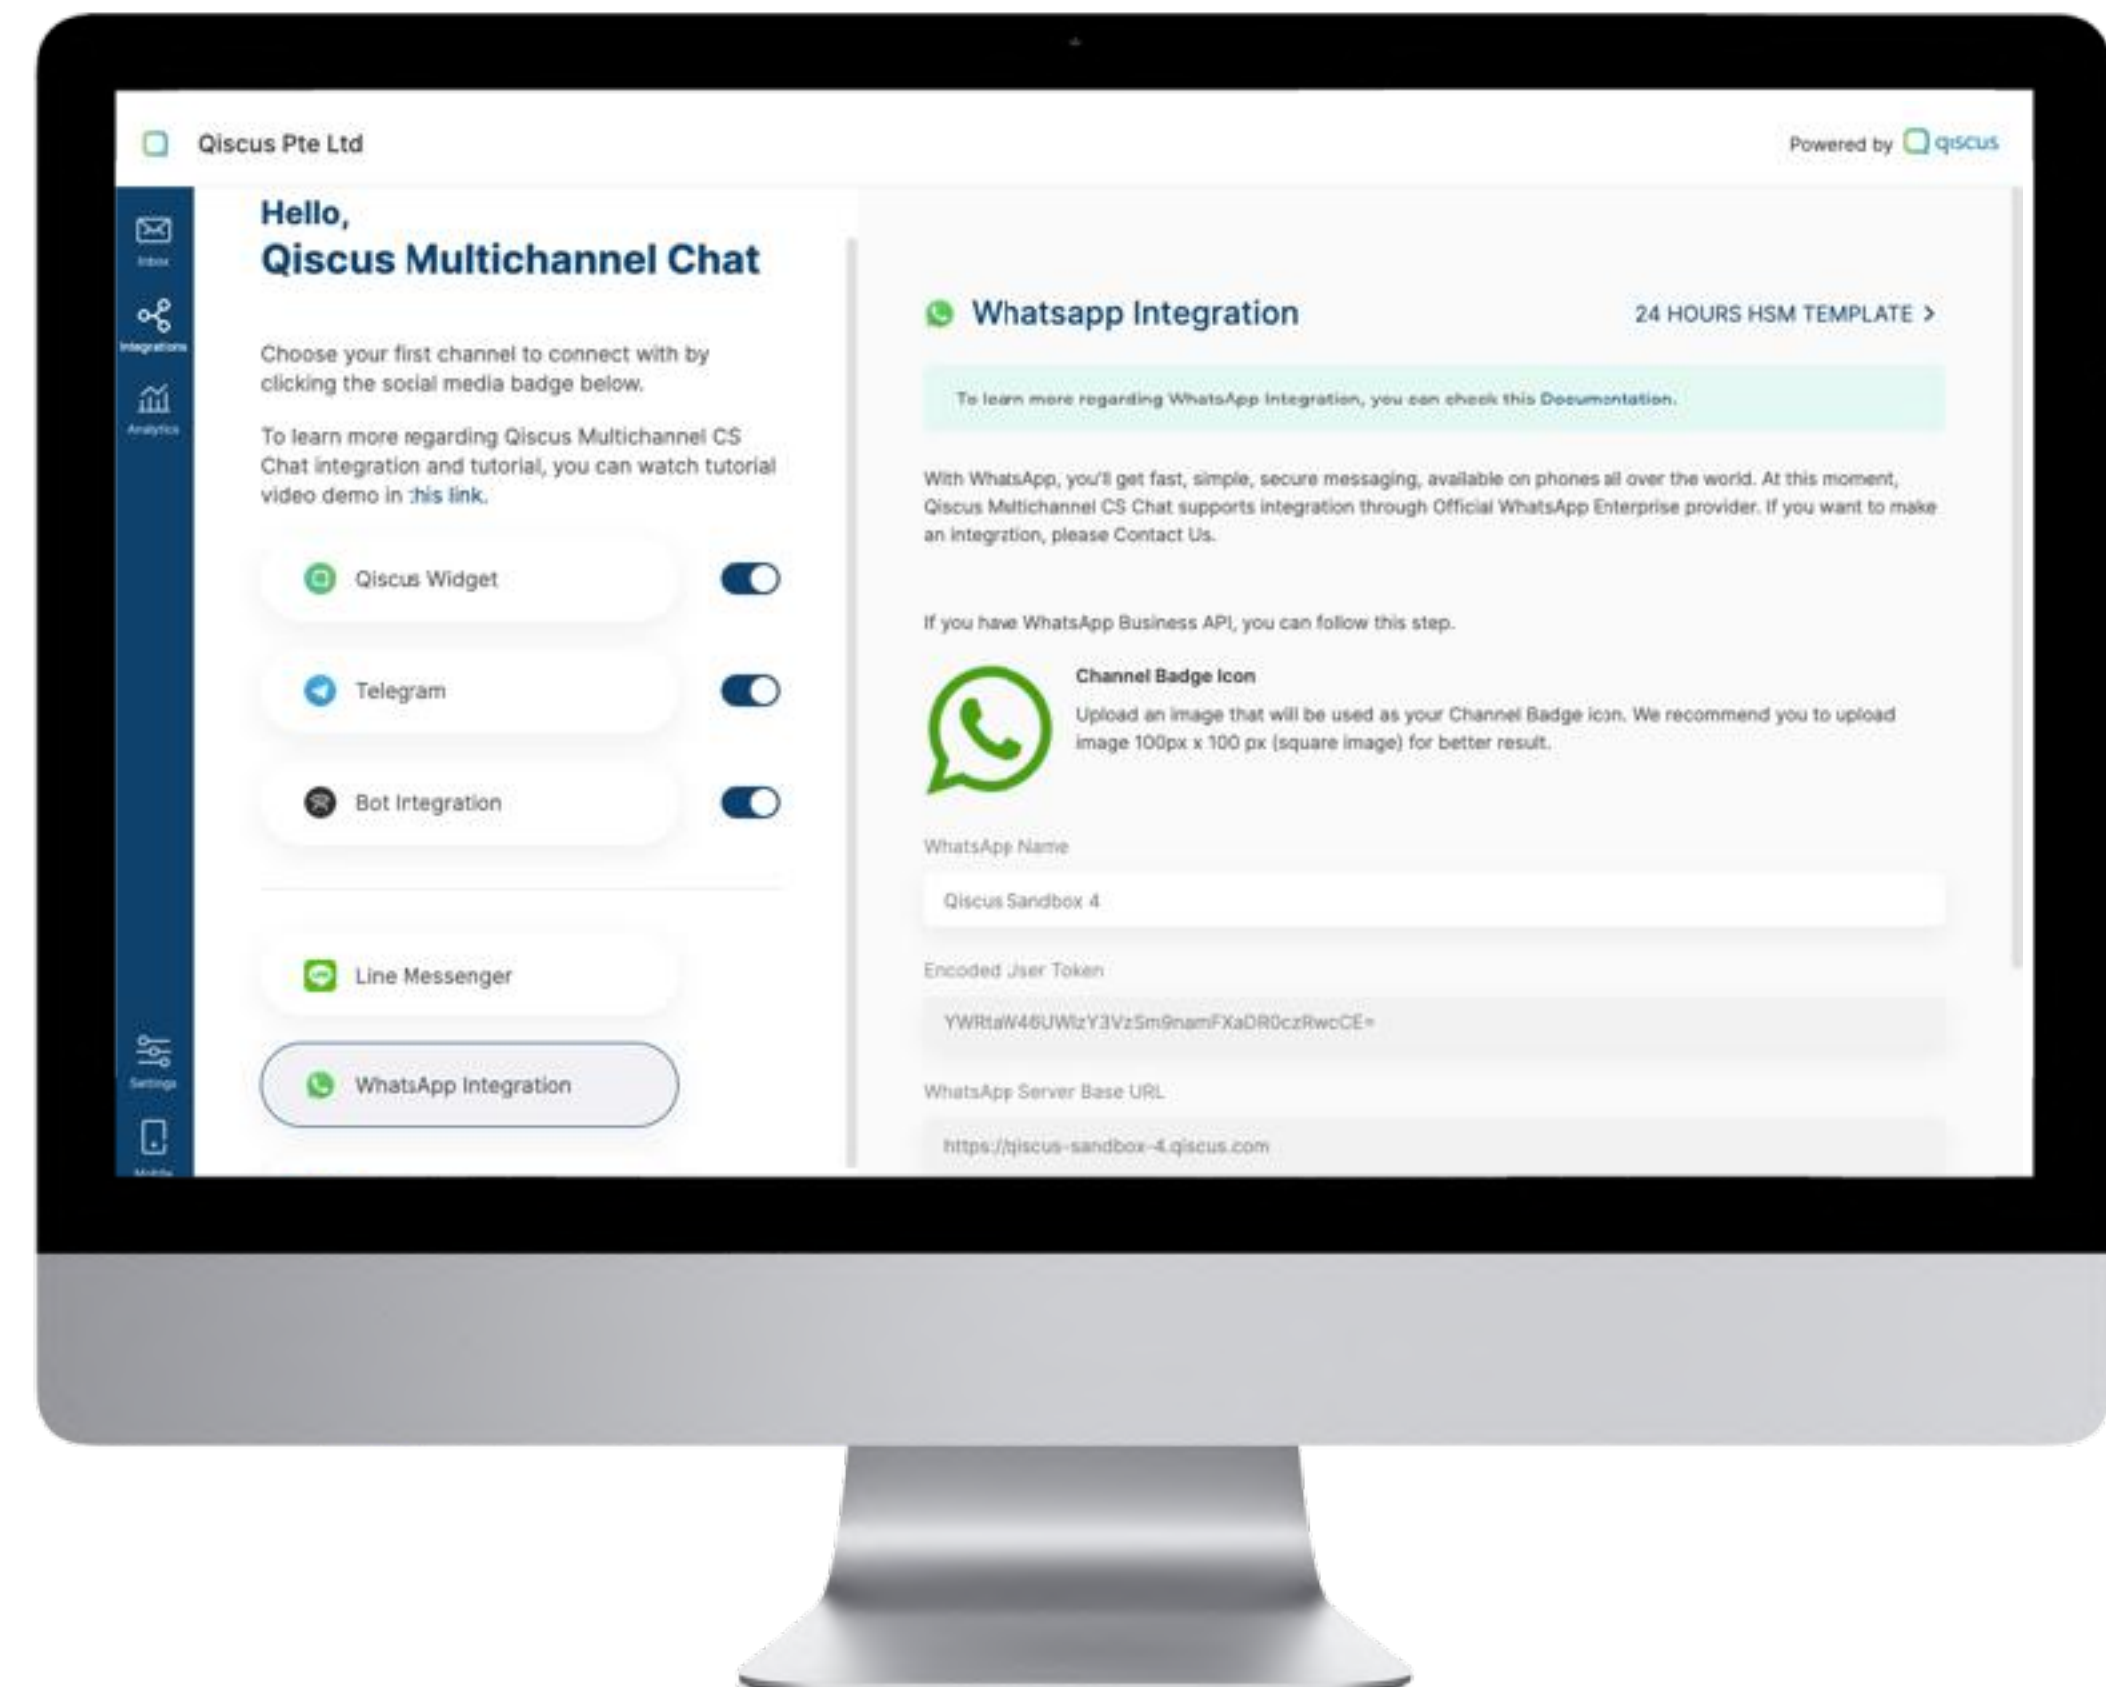 Qiscus Pte Ltd
Powered by qiscus
Inbox
Integrations
Analytics
Settings
Mobile
Hello,
Qiscus Multichannel Chat
Choose your first channel to connect with by
clicking the social media badge below.
To learn more regarding Qiscus Multichannel CS
Chat integration and tutorial, you can watch tutorial
video demo in this link.
Qiscus Widget
Telegram
Bot Integration
Line Messenger
WhatsApp Integration
Whatsapp Integration
24 HOURS HSM TEMPLATE >
To learn more regarding WhatsApp Integration, you can check this Documentation.
With WhatsApp, you'll get fast, simple, secure messaging, available on phones all over the world. At this moment,
Qiscus Multichannel CS Chat supports integration through Official WhatsApp Enterprise provider. If you want to make
an integration, please Contact Us.
If you have WhatsApp Business API, you can follow this step.
Channel Badge Icon
Upload an image that will be used as your Channel Badge icon. We recommend you to upload
image 100px x 100 px (square image) for better result.
WhatsApp Name
Qiscus Sandbox 4
Encoded User Token
WhatsApp Server Base URL
https://qiscus-sandbox-4.qiscus.com